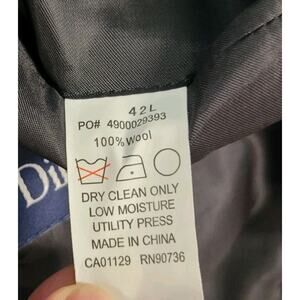 42L
PO# 4900029393
100%wool
DRY CLEAN ONLY
LOW MOISTURE
UTILITY PRESS
MADE IN CHINA
CA01129 RN90736